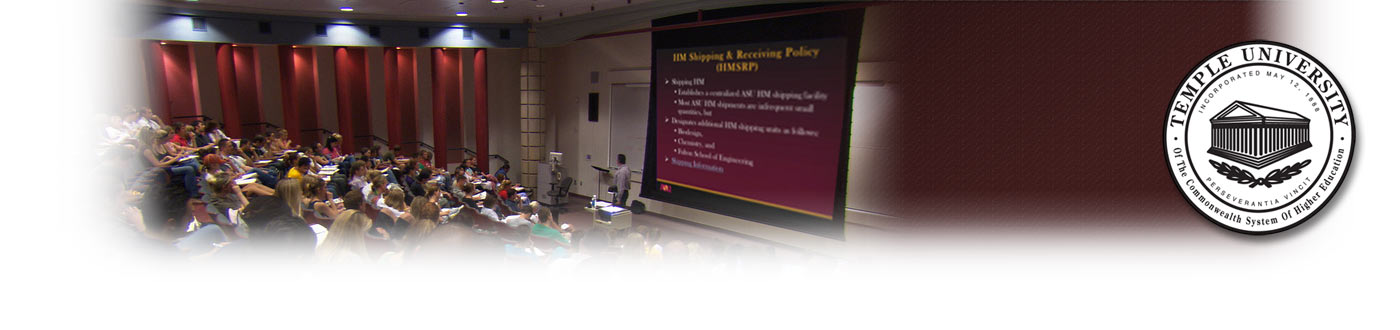 HM Shipping & Receiving Policy
(HMSRP)
➤ Shipping HM
• Establishes a centralized ASU HM shipping facility
• Most ASU HM shipments are infrequent small
quantities, but
➤ Designates additional HM shipping units as follows:
• Biodesign,
• Chemistry, and
• Fulton School of Engineering
➤ Shipping Information
TEMPLE UNIVERSITY
INCORPORATED MAY 12, 1888
PERSEVERANTIA VINCIT
Of The Commonwealth System Of Higher Education